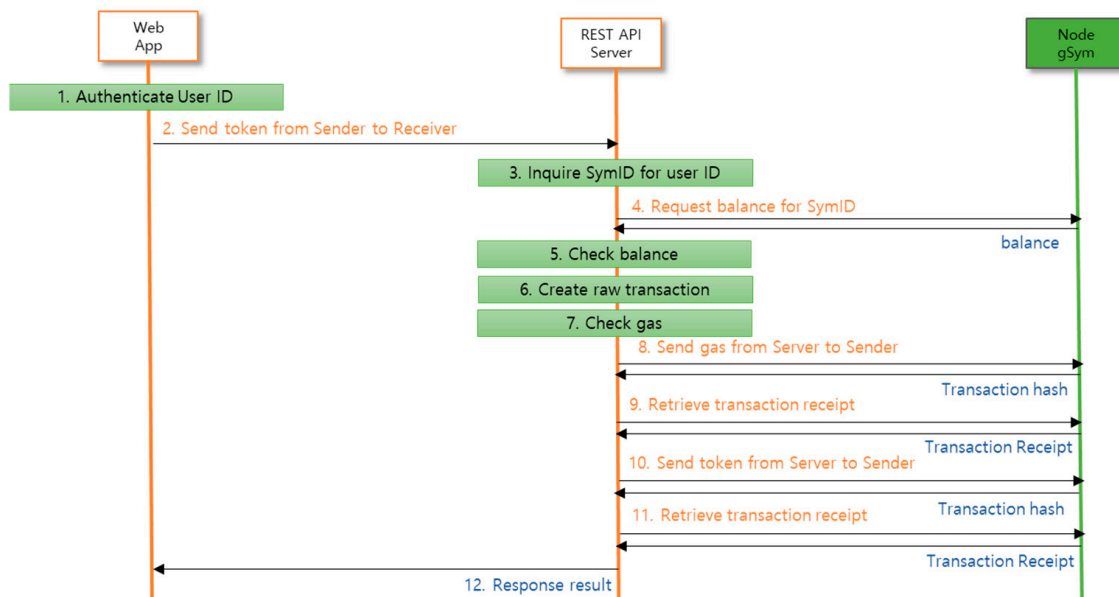 Web
App
REST API
Server
Node
gSym
1. Authenticate User ID
2. Send token from Sender to Receiver
3. Inquire SymID for user ID
4. Request balance for SymID
balance
5. Check balance
6. Create raw transaction
7. Check gas
8. Send gas from Server to Sender
Transaction hash
9. Retrieve transaction receipt
Transaction Receipt
10. Send token from Server to Sender
Transaction hash
11. Retrieve transaction receipt
Transaction Receipt
12. Response result